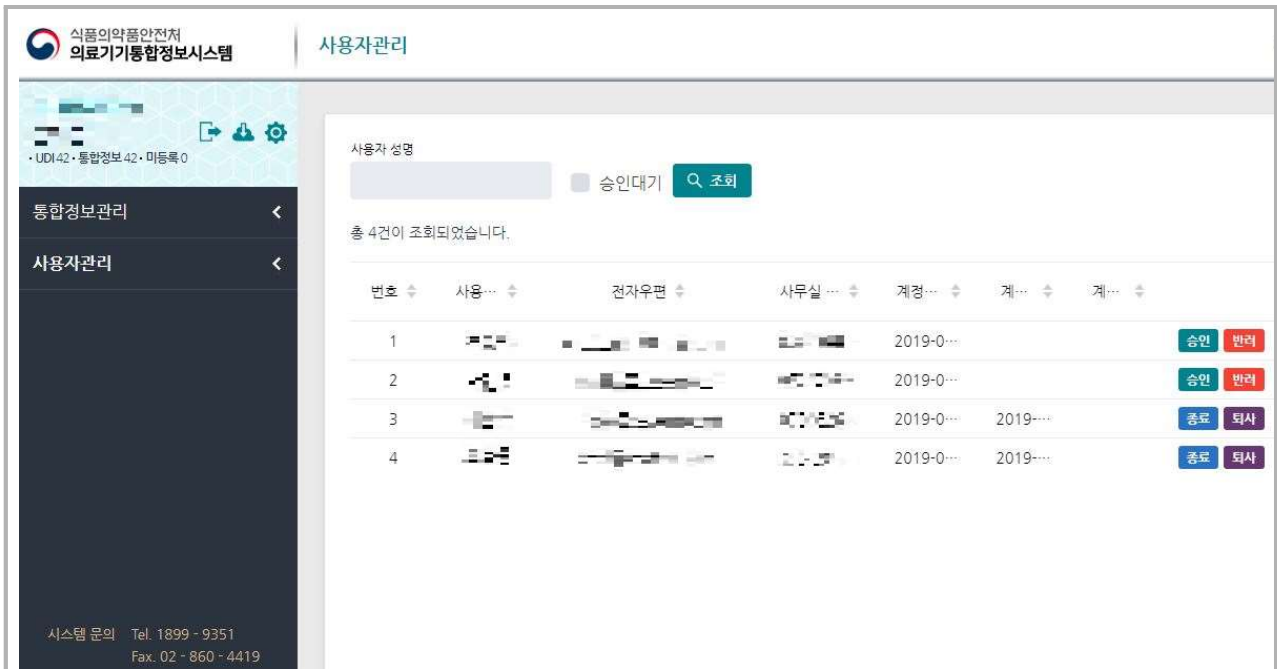 식품의약품안전처
의료기기통합정보시스템
사용자관리
• UDI 42 • 통합정보 42 • 미등록 0
통합정보관리
사용자관리
사용자 성명
승인대기 조회
총 4건이 조회되었습니다.
번호 사용… 전자우편 사무실 … 계정… 계… 계…
1 2019-0… 승인 반려
2 2019-0… 승인 반려
3 2019-0… 2019-… 종료 퇴사
4 2019-0… 2019-… 종료 퇴사
시스템 문의 Tel. 1899 - 9351
Fax. 02 - 860 - 4419